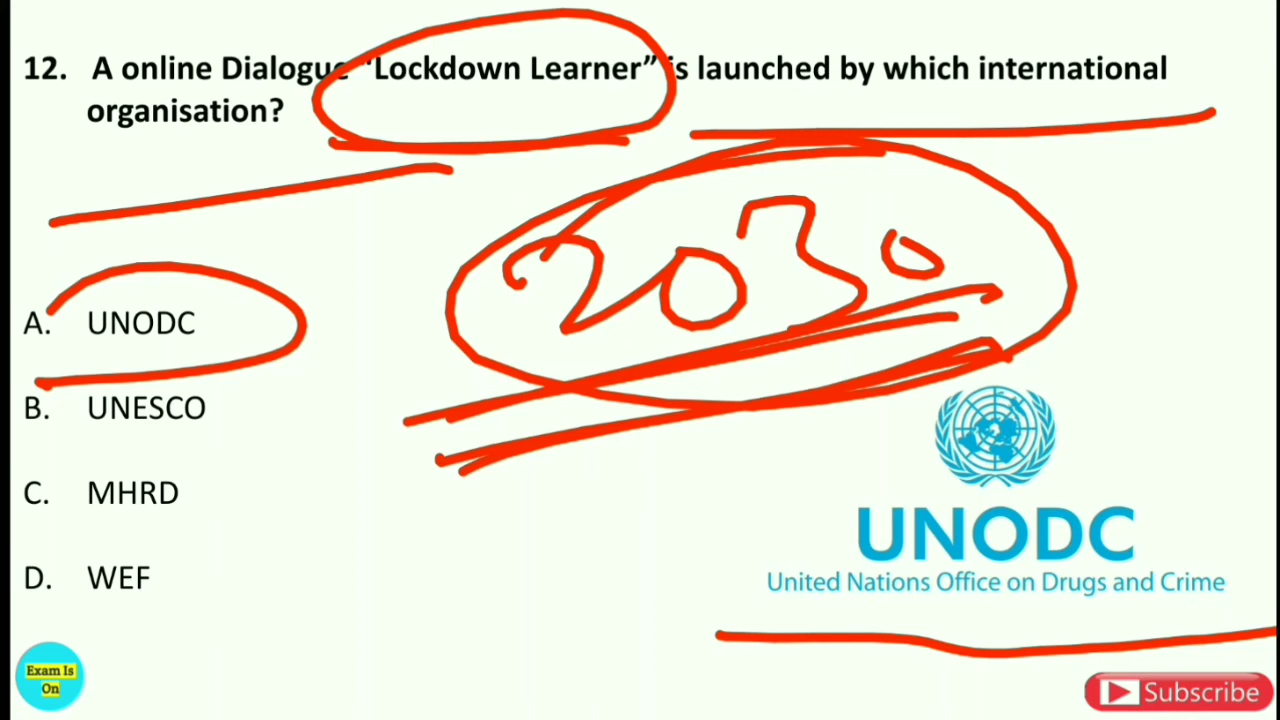 12. A online Dialogue "Lockdown Learner" is launched by which international
organisation?
2030
A. UNODC
B. UNESCO
C. MHRD
D. WEF
UNODC
United Nations Office on Drugs and Crime
Exam Is
On
Subscribe